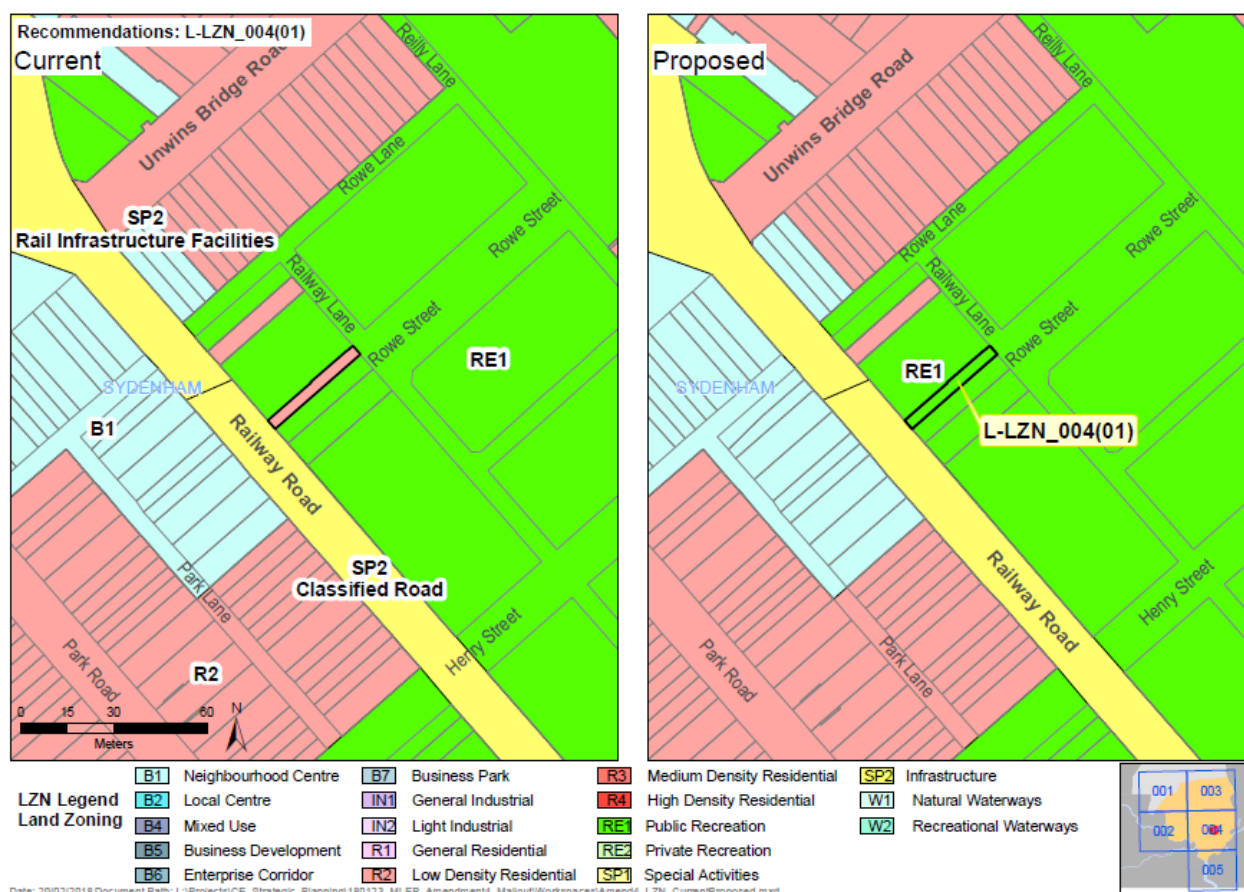 Recommendations: L-LZN_004(01)
Current
Reilly Lane
Unwins Bridge Road
Rowe Lane
SP2
Rail Infrastructure Facilities
Rowe Street
Railway Lane
Rowe Street
RE1
SYDENHAM
B1
Railway Road
SP2
Classified Road
Park Lane
Henry Street
Park Road
R2
0 15 30 60
Meters
N
Proposed
Reilly Lane
Unwins Bridge Road
Rowe Lane
Rowe Street
Railway Lane
Rowe Street
RE1
SYDENHAM
L-LZN_004(01)
Railway Road
Henry Street
Park Lane
Park Road
LZN Legend
Land Zoning
B1 Neighbourhood Centre
B2 Local Centre
B4 Mixed Use
B5 Business Development
B6 Enterprise Corridor
B7 Business Park
IN1 General Industrial
IN2 Light Industrial
R1 General Residential
R2 Low Density Residential
R3 Medium Density Residential
R4 High Density Residential
RE1 Public Recreation
RE2 Private Recreation
SP1 Special Activities
SP2 Infrastructure
W1 Natural Waterways
W2 Recreational Waterways
001 003
002 004
005